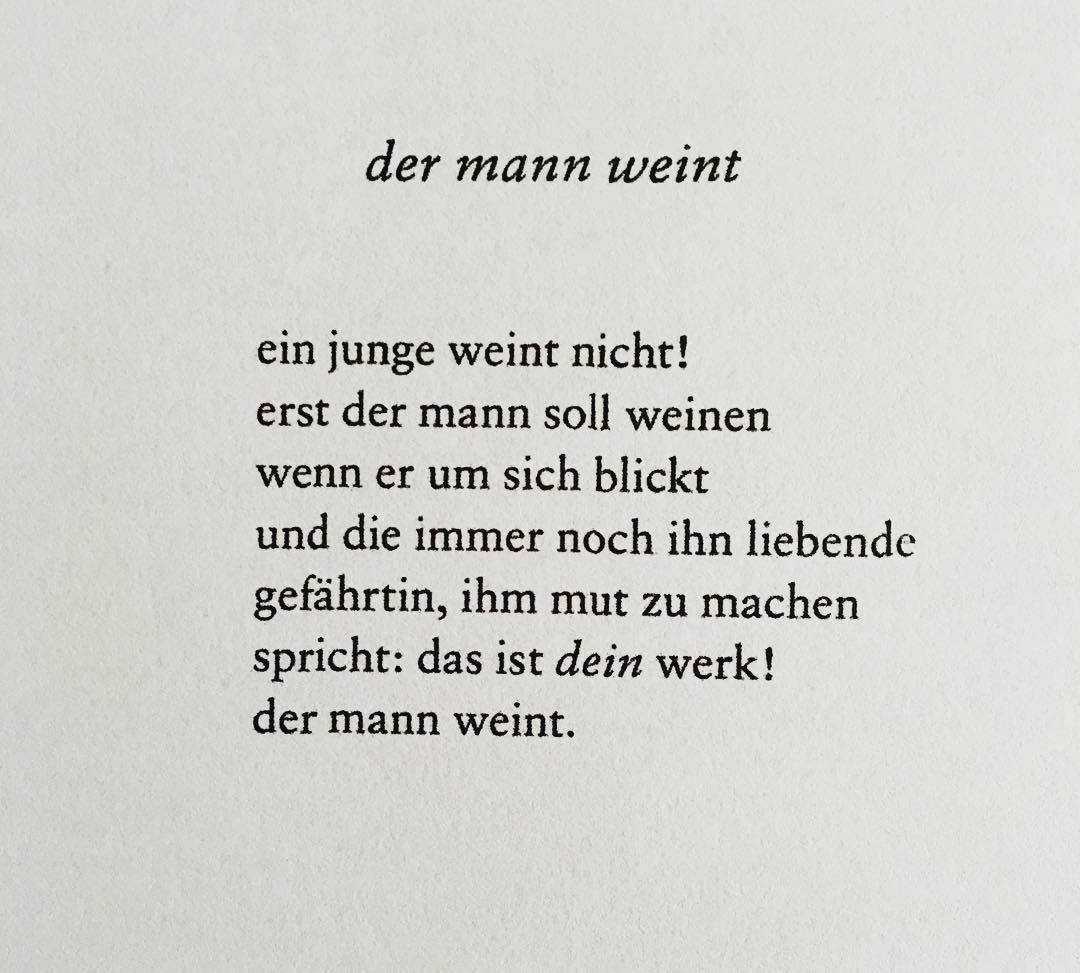 der mann weint
ein junge weint nicht!
erst der mann soll weinen
wenn er um sich blickt
und die immer noch ihn liebende
gefährtin, ihm mut zu machen
spricht: das ist dein werk!
der mann weint.